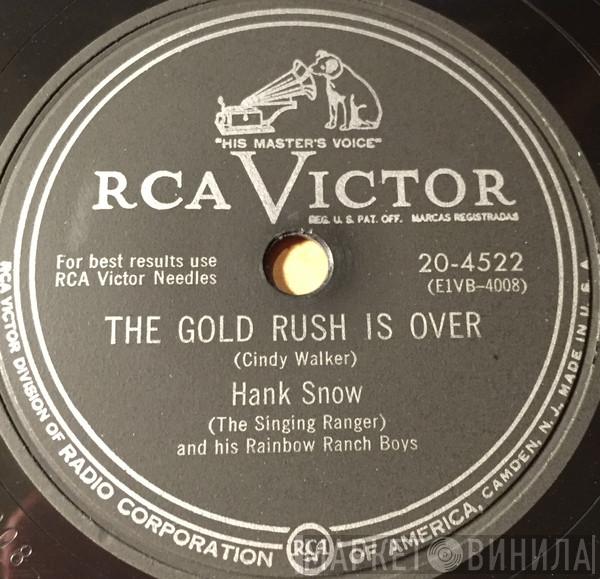 "HIS MASTER'S VOICE"
RCA VICTOR
REG. U. S. PAT. OFF. MARCAS REGISTRADAS
For best results use
RCA Victor Needles
20-4522
(E1VB-4008)
THE GOLD RUSH IS OVER
(Cindy Walker)
Hank Snow
(The Singing Ranger)
and his Rainbow Ranch Boys
RCA VICTOR DIVISION OF RADIO CORPORATION OF AMERICA, CAMDEN, N. J., MADE IN U. S. A.
RCA
МАРКЕТ ВИНИЛА